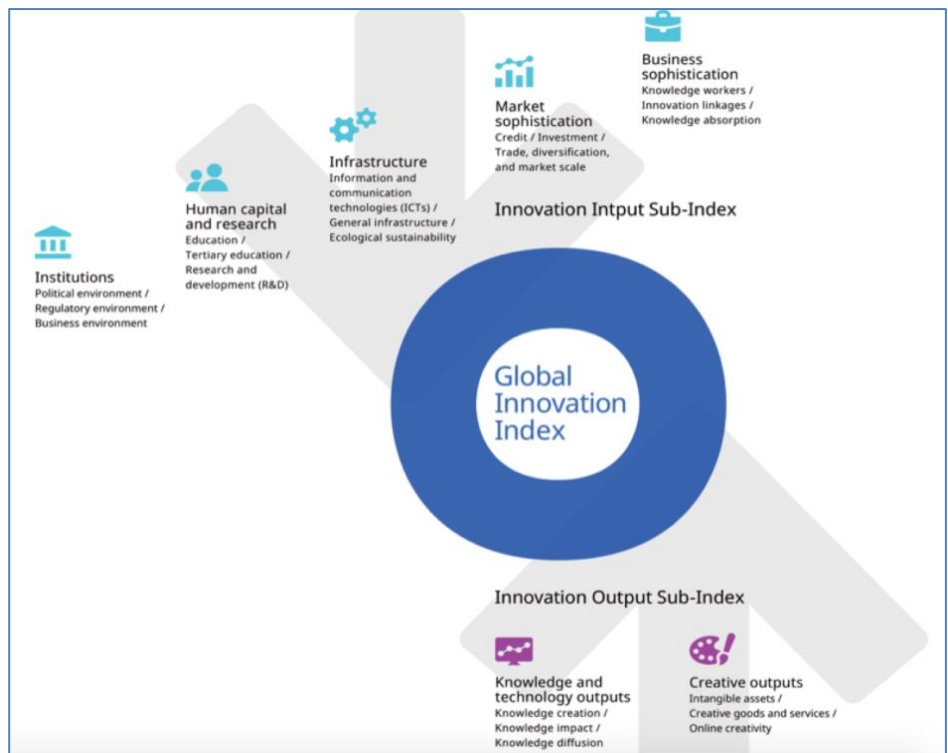 Business
sophistication
Knowledge workers /
Innovation linkages /
Knowledge absorption
Market
sophistication
Credit / Investment /
Trade, diversification,
and market scale
Infrastructure
Information and
communication
technologies (ICTs) /
General infrastructure /
Ecological sustainability
Human capital
and research
Education /
Tertiary education /
Research and
development (R&D)
Institutions
Political environment /
Regulatory environment /
Business environment
Innovation Intput Sub-Index
Global
Innovation
Index
Innovation Output Sub-Index
Knowledge and
technology outputs
Knowledge creation /
Knowledge impact /
Knowledge diffusion
Creative outputs
Intangible assets /
Creative goods and services /
Online creativity